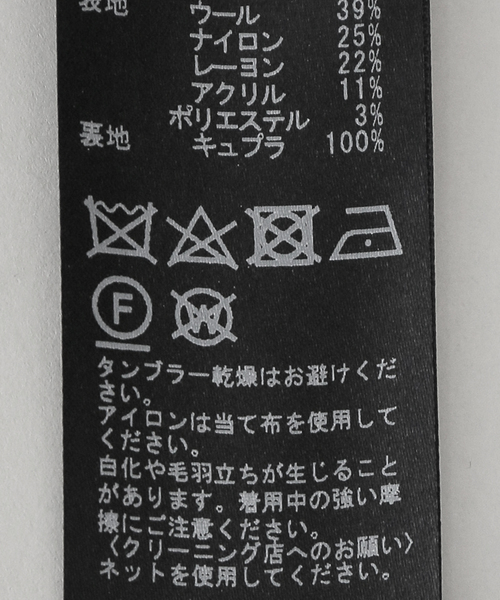 表地
ウール 39%
ナイロン 25%
レーヨン 22%
アクリル 11%
ポリエステル 3%
裏地 キュプラ 100%
F W
タンブラー乾燥はお避けくだ
さい。
アイロンは当て布を使用して
ください。
白化や毛羽立ちが生じること
があります。着用中の強い摩
擦にご注意ください。
〈クリーニング店へのお願い〉
ネットを使用してください。